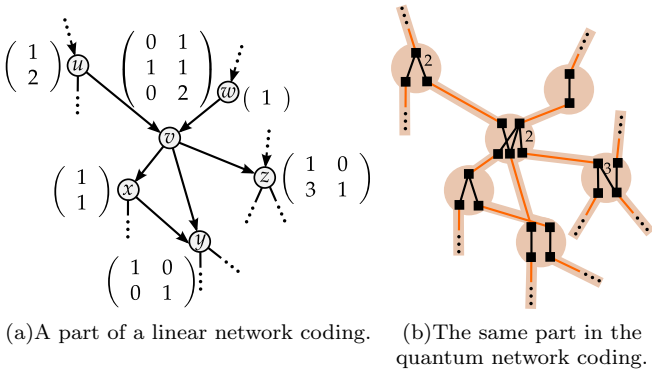 ( 1 2 ) u ( 0 1 1 1 0 2 ) w ( 1 )
v
( 1 1 ) x z ( 1 0 3 1 )
( 1 0 0 1 ) y
2
2
3
(a)A part of a linear network coding.
(b)The same part in the
quantum network coding.